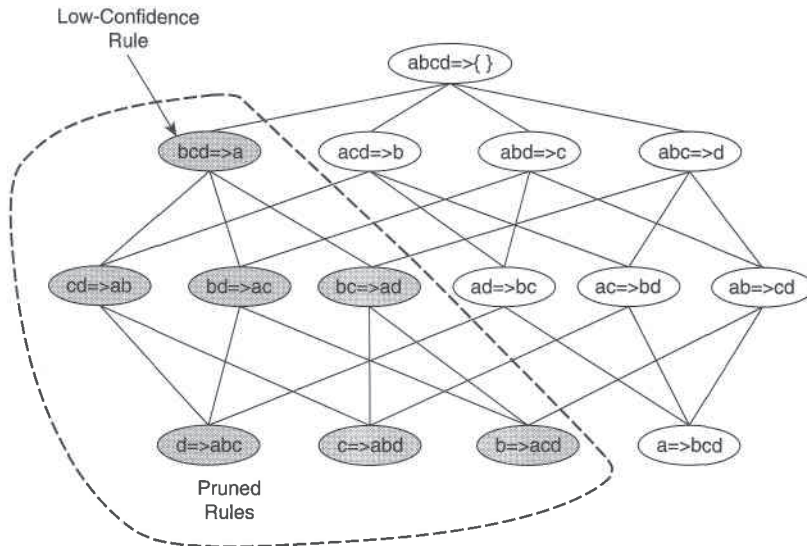 Low-Confidence
Rule
abcd=>{ }
bcd=>a
acd=>b
abd=>c
abc=>d
cd=>ab
bd=>ac
bc=>ad
ad=>bc
ac=>bd
ab=>cd
d=>abc
c=>abd
b=>acd
a=>bcd
Pruned
Rules